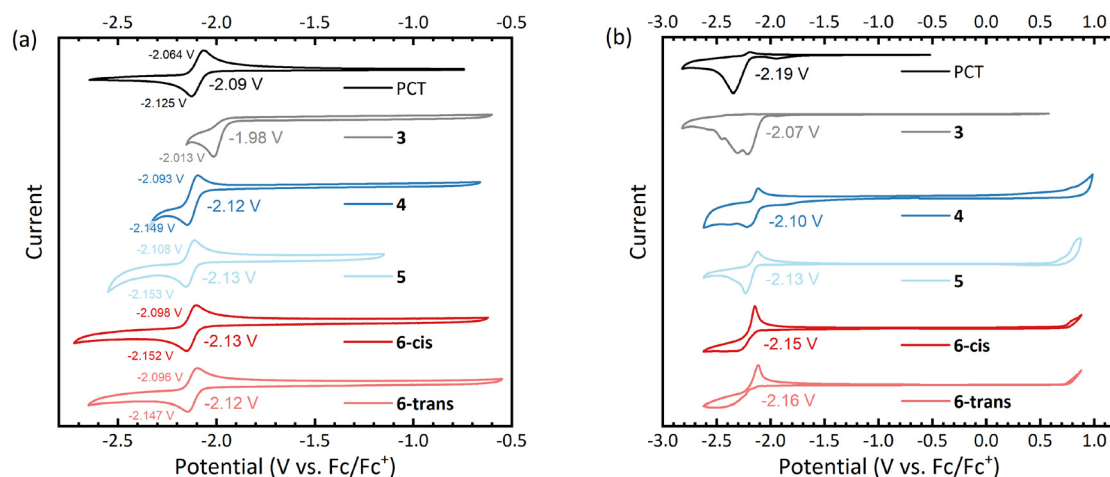 (a)
-2.5 -2.0 -1.5 -1.0 -0.5
-2.064 V
-2.125 V
-2.09 V
PCT
-2.013 V
-1.98 V
3
-2.093 V
-2.149 V
-2.12 V
4
-2.108 V
-2.153 V
-2.13 V
5
-2.098 V
-2.152 V
-2.13 V
6-cis
-2.096 V
-2.147 V
-2.12 V
6-trans
Current
-2.5 -2.0 -1.5 -1.0 -0.5
Potential (V vs. Fc/Fc+)
(b)
-3.0 -2.5 -2.0 -1.5 -1.0 -0.5 0.0 0.5 1.0
-2.19 V
PCT
-2.07 V
3
-2.10 V
4
-2.13 V
5
-2.15 V
6-cis
-2.16 V
6-trans
Current
-3.0 -2.5 -2.0 -1.5 -1.0 -0.5 0.0 0.5 1.0
Potential (V vs. Fc/Fc+)